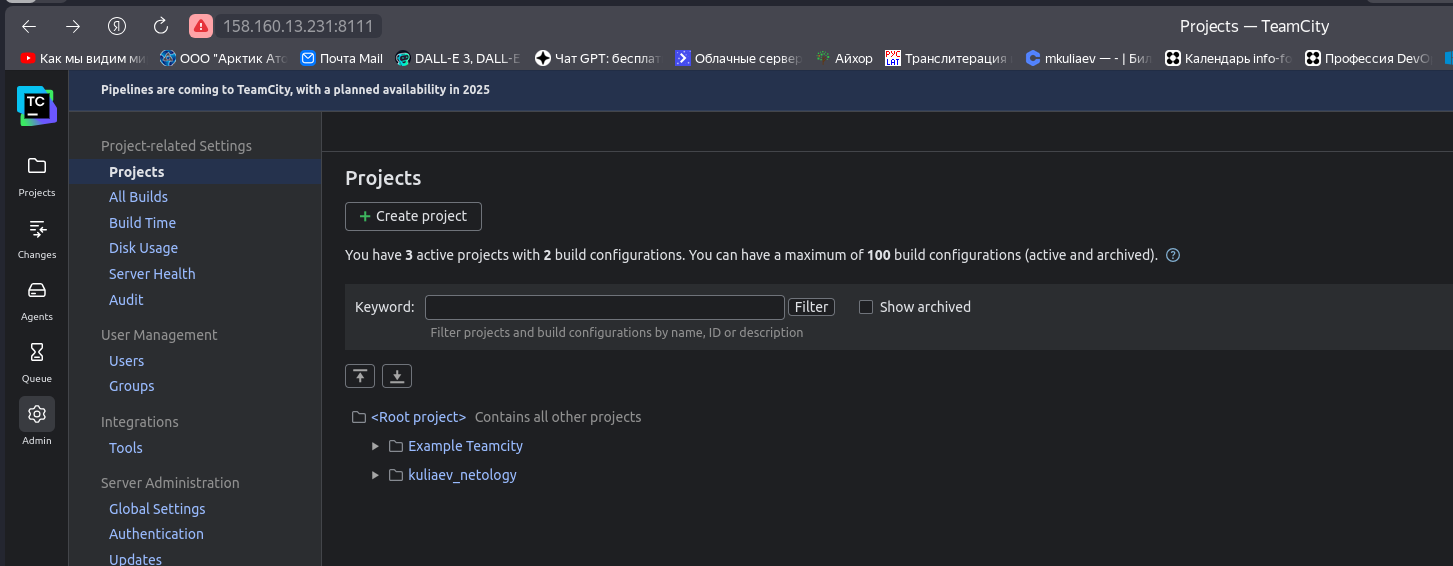 158.160.13.231:8111
Projects — TeamCity
Как мы видим ми
ООО "Арктик Ато
Почта Mail
DALL-E 3, DALL-E
Чат GPT: бесплат
Облачные сервер
Айхор
Транслитерация
mkuliaev — - | Бил
Календарь info-fo
Профессия DevO
Pipelines are coming to TeamCity, with a planned availability in 2025
TC
Projects
Changes
Agents
Queue
Admin
Project-related Settings
Projects
All Builds
Build Time
Disk Usage
Server Health
Audit
User Management
Users
Groups
Integrations
Tools
Server Administration
Global Settings
Authentication
Updates
Projects
+ Create project
You have 3 active projects with 2 build configurations. You can have a maximum of 100 build configurations (active and archived). ?
Keyword: Filter Show archived
Filter projects and build configurations by name, ID or description
<Root project> Contains all other projects
Example Teamcity
kuliaev_netology